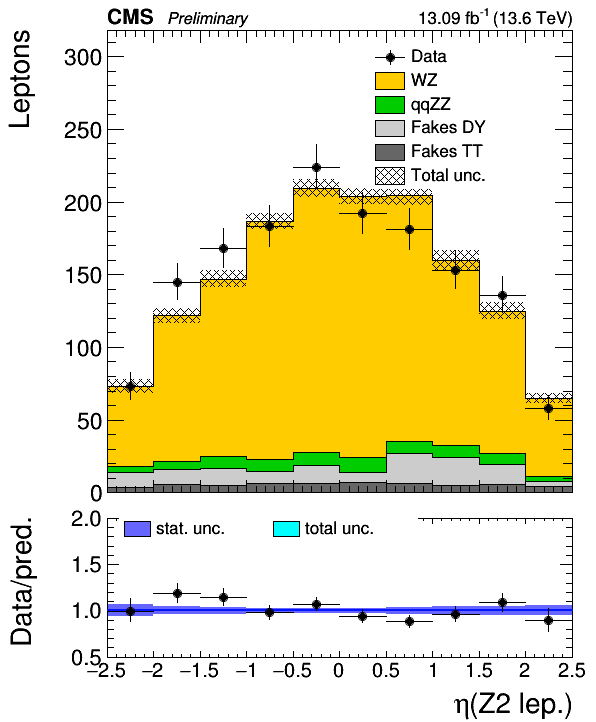 CMS Preliminary 13.09 fb⁻¹ (13.6 TeV)
Leptons
300
250
200
150
100
50
0
Data
WZ
qqZZ
Fakes DY
Fakes TT
Total unc.
Data/pred.
2.0
1.5
1.0
0.5
stat. unc. total unc.
−2.5 −2 −1.5 −1 −0.5 0 0.5 1 1.5 2 2.5
η(Z2 lep.)